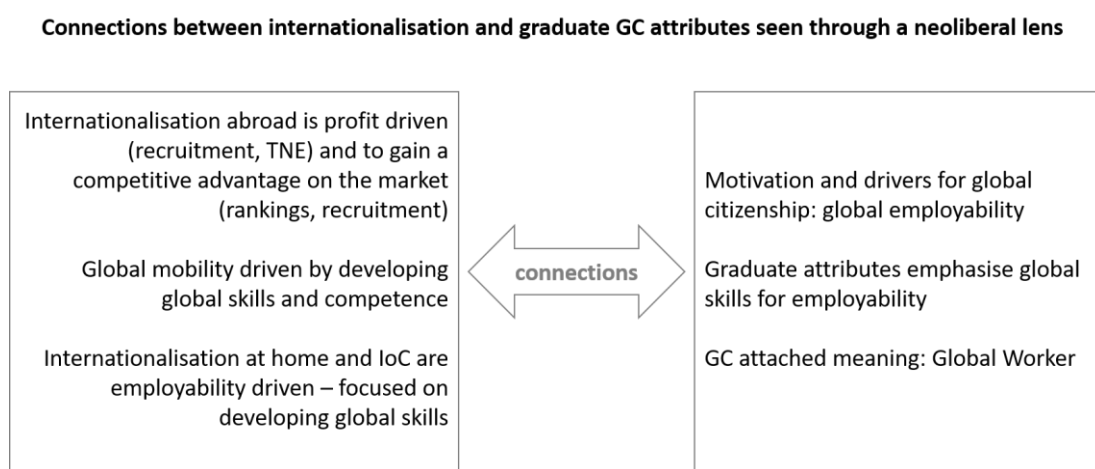 Connections between internationalisation and graduate GC attributes seen through a neoliberal lens
Internationalisation abroad is profit driven
(recruitment, TNE) and to gain a
competitive advantage on the market
(rankings, recruitment)
Global mobility driven by developing
global skills and competence
Internationalisation at home and IoC are
employability driven – focused on
developing global skills
connections
Motivation and drivers for global
citizenship: global employability
Graduate attributes emphasise global
skills for employability
GC attached meaning: Global Worker